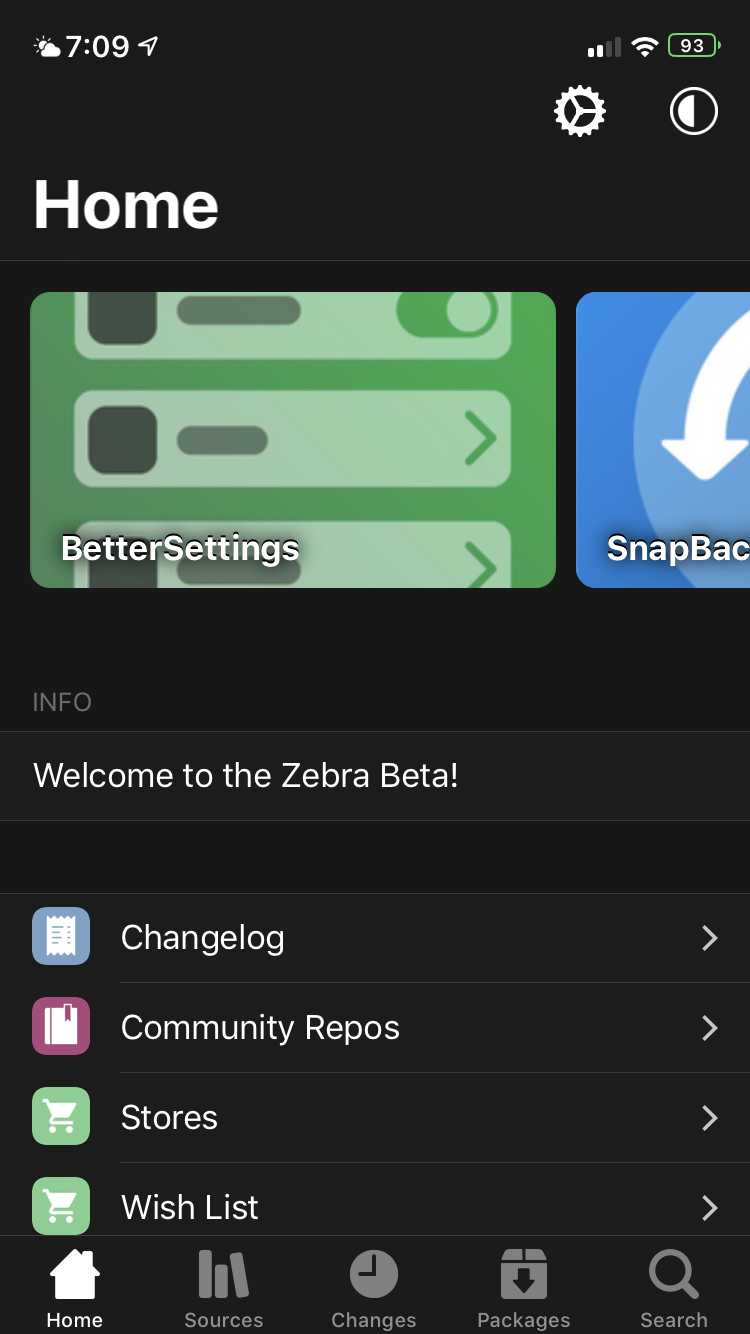 7:09
93
Home
BetterSettings
SnapBac
INFO
Welcome to the Zebra Beta!
Changelog
Community Repos
Stores
Wish List
Home
Sources
Changes
Packages
Search